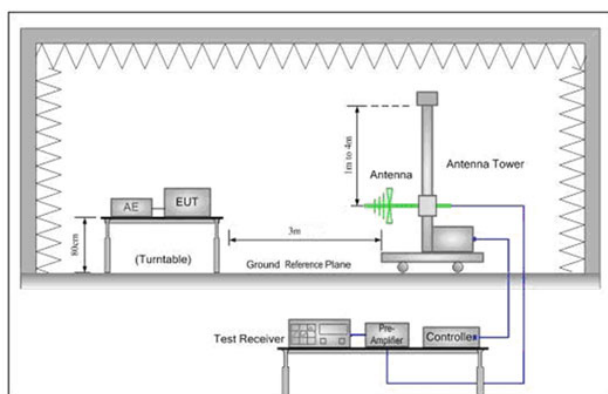 1m to 4m
Antenna
Antenna Tower
AE
EUT
80cm
(Turntable)
3m
Ground Reference Plane
Test Receiver
Pre-
Amplifier
Controller